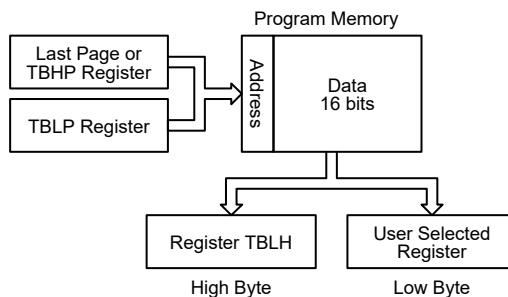 Program Memory
Last Page or
TBHP Register
TBLP Register
Address
Data
16 bits
Register TBLH
User Selected
Register
High Byte
Low Byte